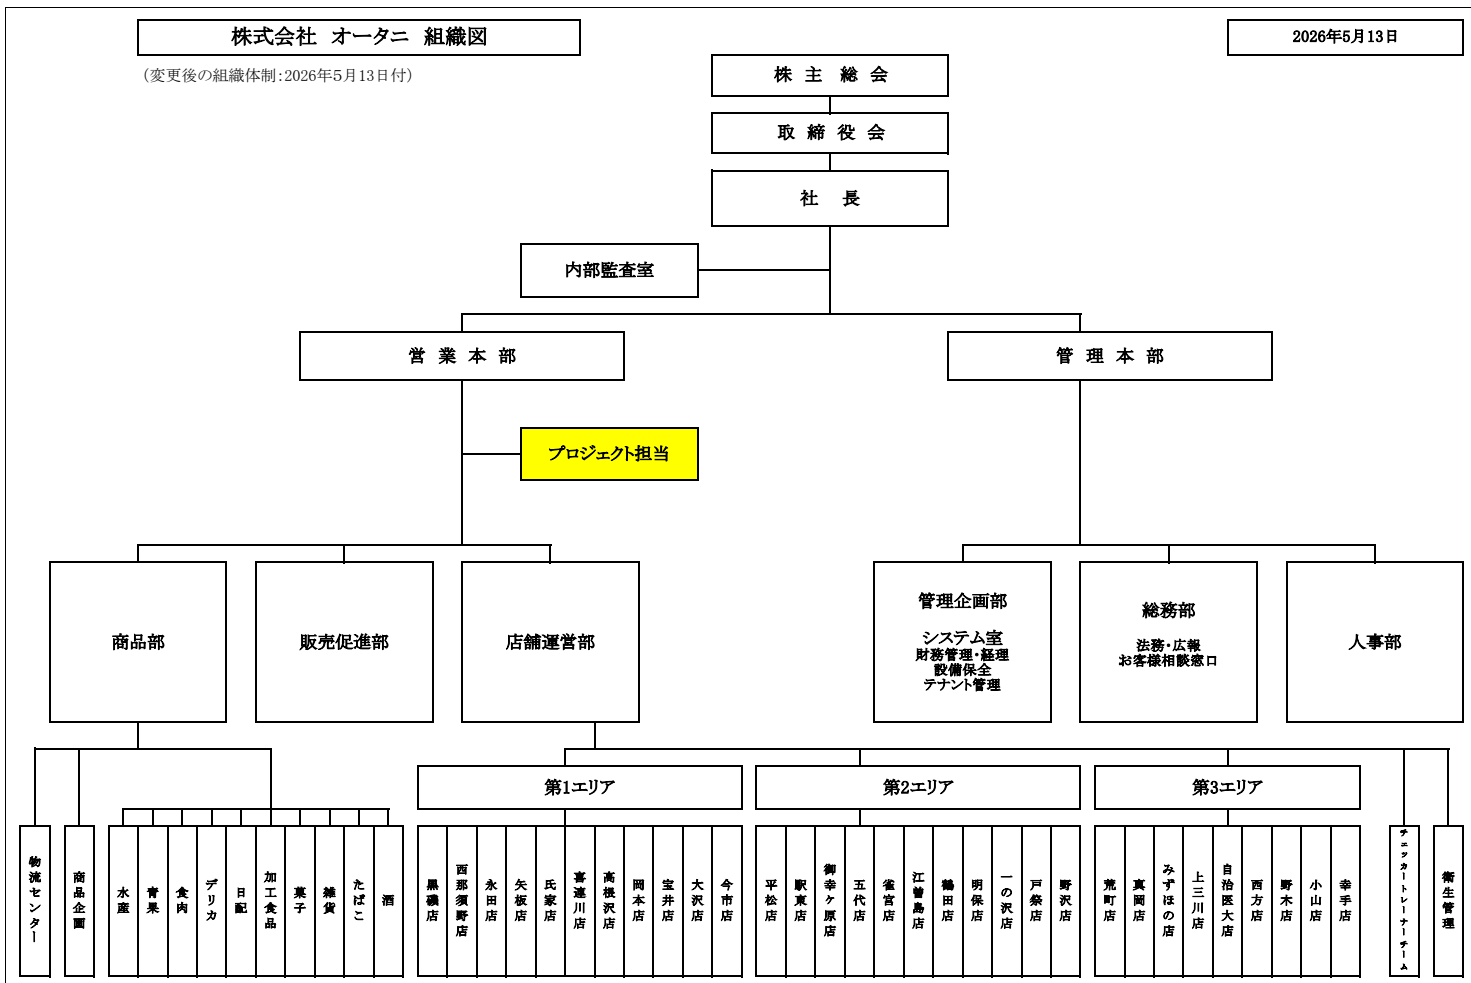 株式会社 オータニ 組織図
2026年5月13日
（変更後の組織体制：2026年5月13日付）
株 主 総 会
取 締 役 会
社 長
内部監査室
営 業 本 部
管 理 本 部
プロジェクト担当
商品部
販売促進部
店舗運営部
管理企画部
システム室
財務管理・経理
設備保全
テナント管理
総務部
法務・広報
お客様相談窓口
人事部
第1エリア
第2エリア
第3エリア
物流センター
商品企画
水産
青果
食肉
デリカ
日配
加工食品
菓子
雑貨
たばこ
酒
黒磯店
西那須野店
永田店
矢板店
氏家店
喜連川店
高根沢店
岡本店
宝井店
大沢店
今市店
平松店
駅東店
御幸ヶ原店
五代店
雀宮店
江曽島店
鶴田店
明保店
一の沢店
戸祭店
野沢店
荒町店
真岡店
みずほの店
上三川店
自治医大店
西方店
野木店
小山店
幸手店
チェッカートレーナーチーム
衛生管理